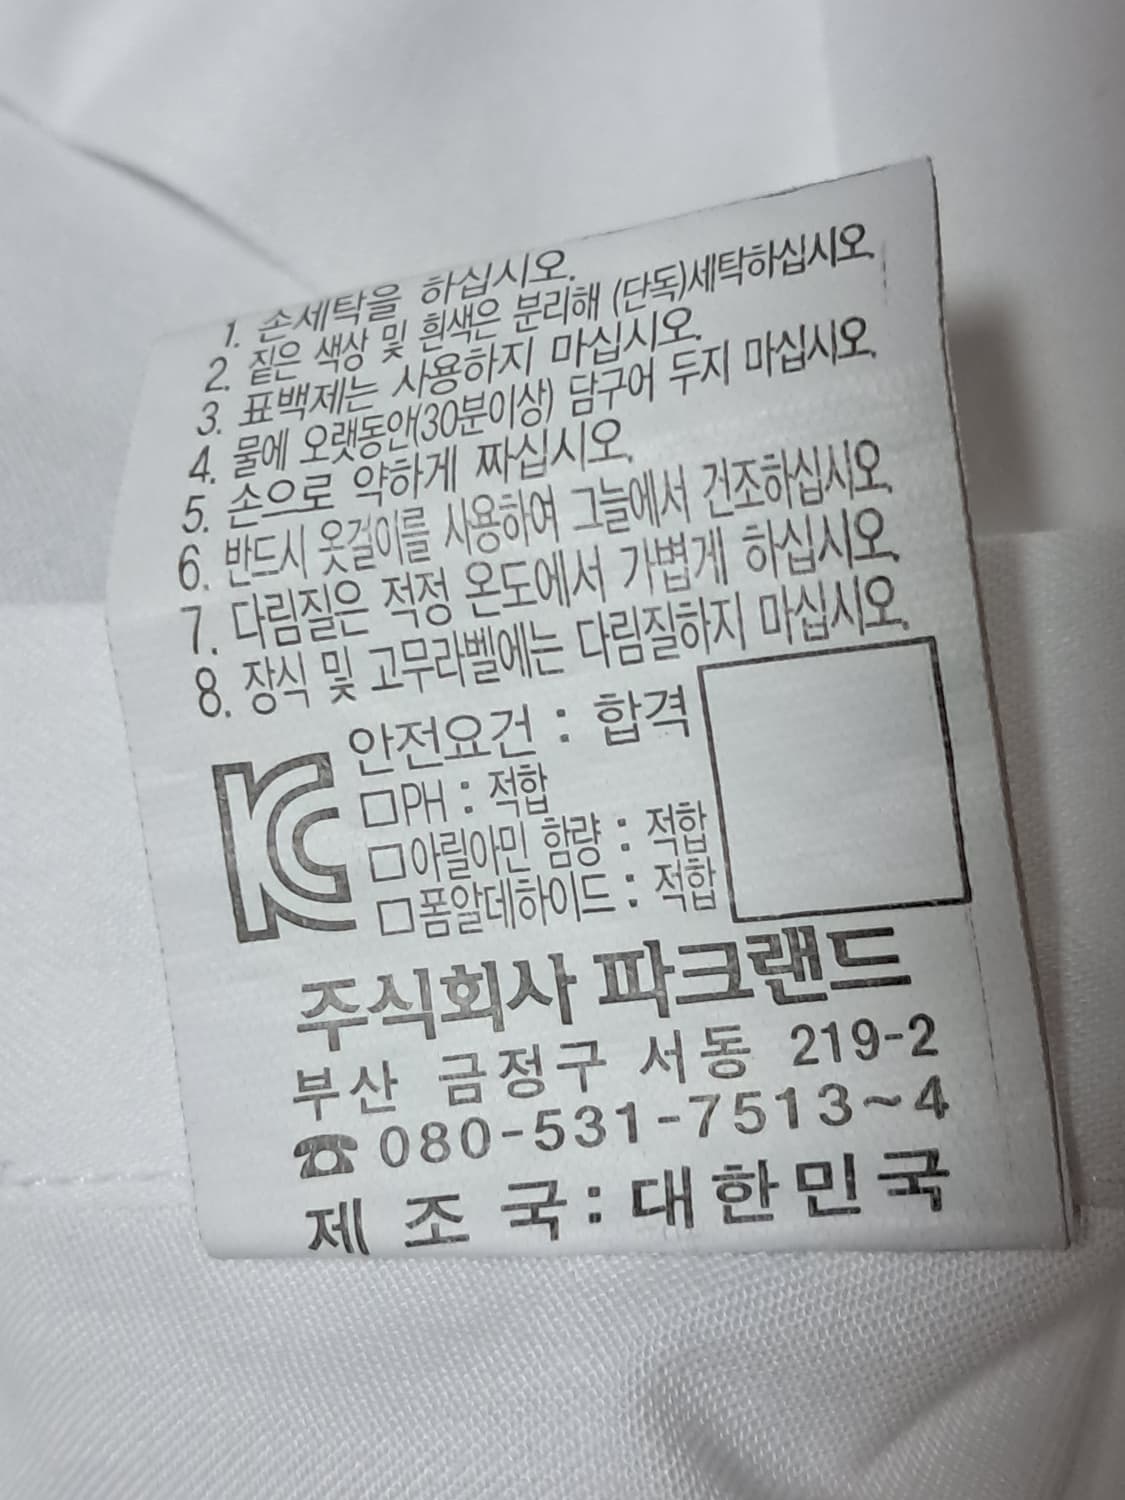 1. 손세탁을 하십시오.
2. 짙은 색상 및 흰색은 분리해 (단독)세탁하십시오.
3. 표백제는 사용하지 마십시오.
4. 물에 오랫동안(30분이상) 담구어 두지 마십시오.
5. 손으로 약하게 짜십시오.
6. 반드시 옷걸이를 사용하여 그늘에서 건조하십시오.
7. 다림질은 적정 온도에서 가볍게 하십시오.
8. 장식 및 고무라벨에는 다림질하지 마십시오.
KC 안전요건 : 합격
□PH : 적합
□아릴아민 함량 : 적합
□폼알데하이드 : 적합
주식회사 파크랜드
부산 금정구 서동 219-2
☎ 080-531-7513~4
제 조 국 : 대한민국